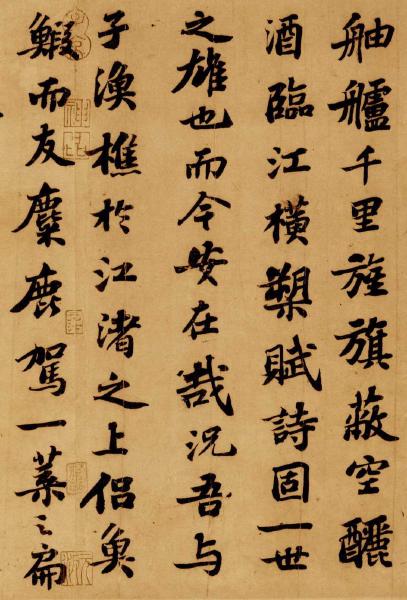 舳艫千里旌旗蔽空釃
酒臨江橫槊賦詩固一世
之雄也而今安在哉況吾與
子漁樵於江渚之上侶魚
鰕而友麋鹿駕一葉之扁